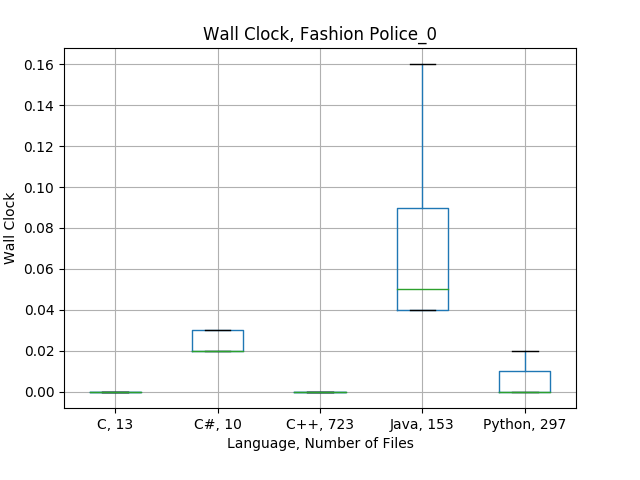 Wall Clock, Fashion Police_0
Wall Clock
0.16
0.14
0.12
0.10
0.08
0.06
0.04
0.02
0.00
C, 13
C#, 10
C++, 723
Java, 153
Python, 297
Language, Number of Files